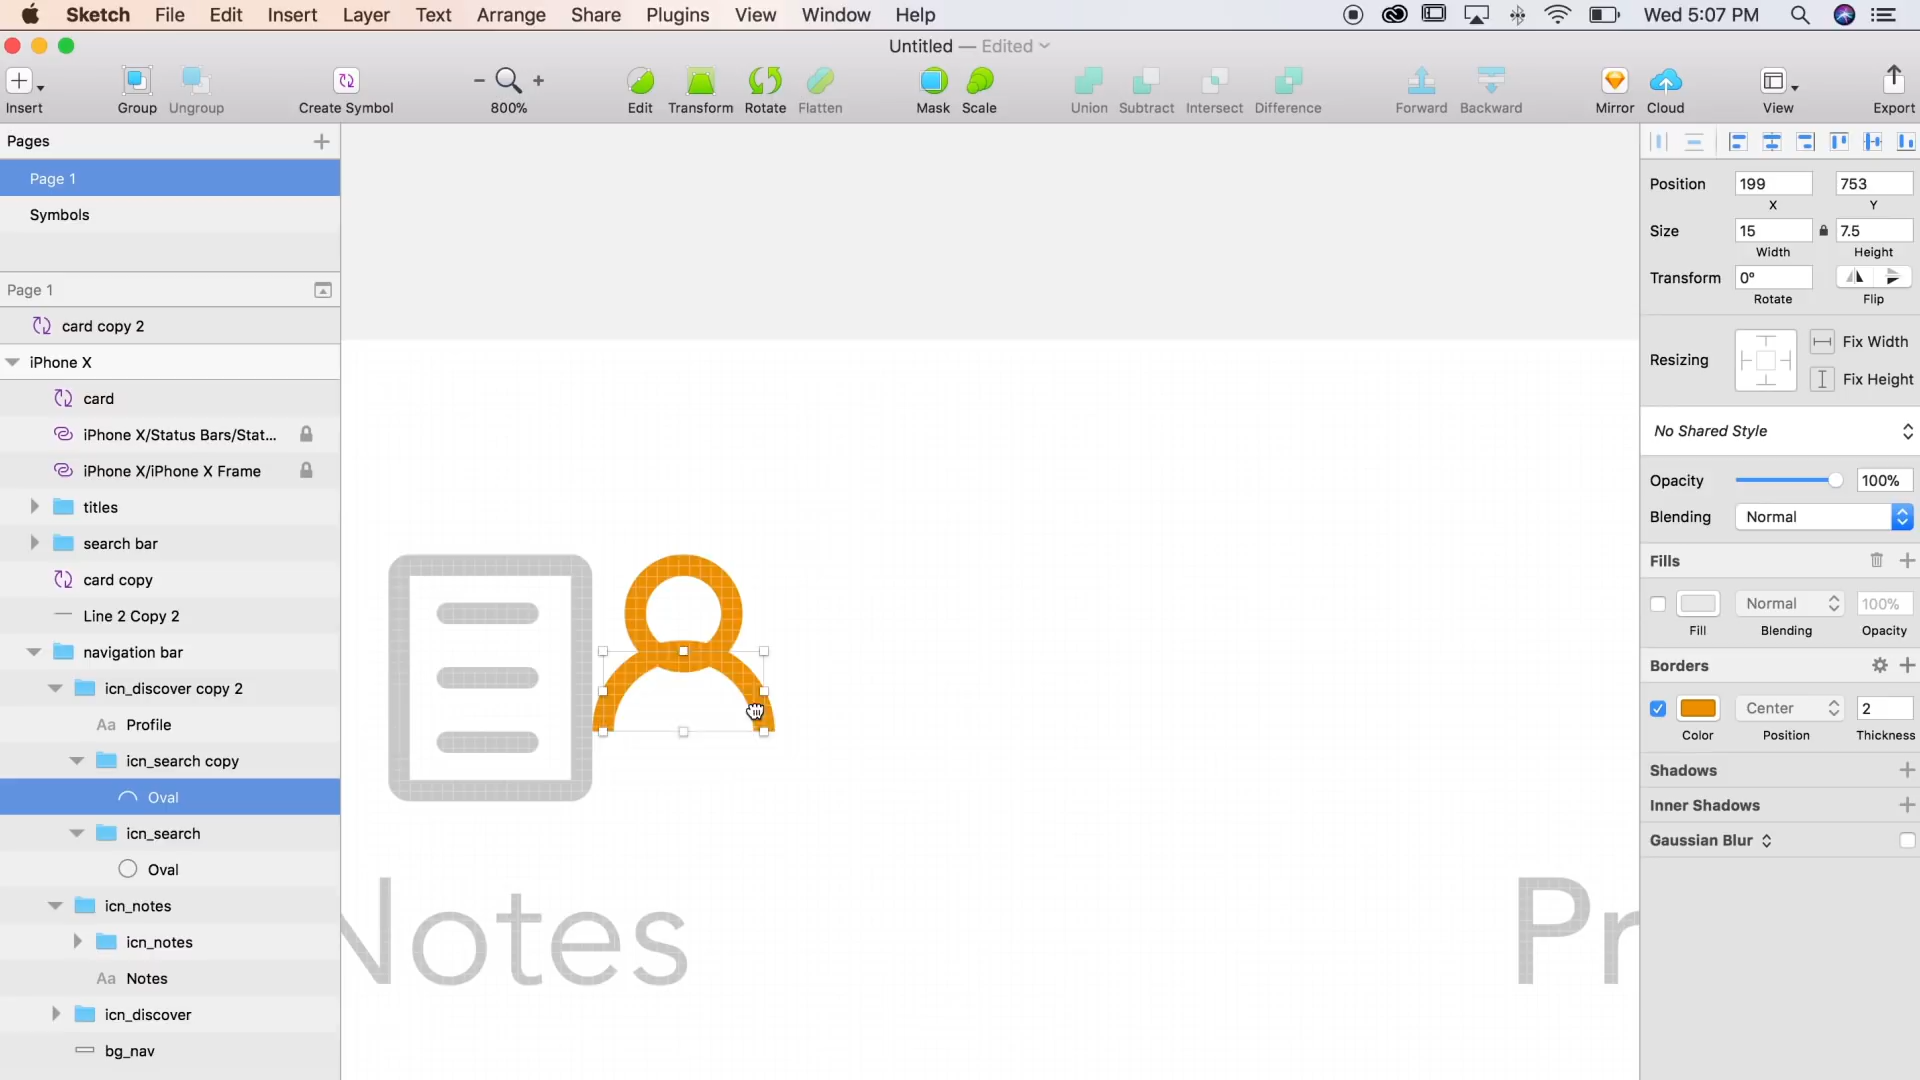 Sketch File Edit Insert Layer Text Arrange Share Plugins View Window Help Wed 5:07 PM
Untitled — Edited
800%
Insert Group Ungroup Create Symbol Edit Transform Rotate Flatten Mask Scale Union Subtract Intersect Difference Forward Backward Mirror Cloud View Export
Pages
Page 1
Symbols
Page 1
card copy 2
iPhone X
card
iPhone X/Status Bars/Stat...
iPhone X/iPhone X Frame
titles
search bar
card copy
Line 2 Copy 2
navigation bar
icn_discover copy 2
Aa Profile
icn_search copy
Oval
icn_search
Oval
icn_notes
icn_notes
Aa Notes
icn_discover
bg_nav
Notes
Pr
Position 199 753
X Y
Size 15 7.5
Width Height
Transform 0°
Rotate Flip
Resizing
Fix Width
Fix Height
No Shared Style
Opacity 100%
Blending Normal
Fills
Normal 100%
Fill Blending Opacity
Borders
Center 2
Color Position Thickness
Shadows
Inner Shadows
Gaussian Blur